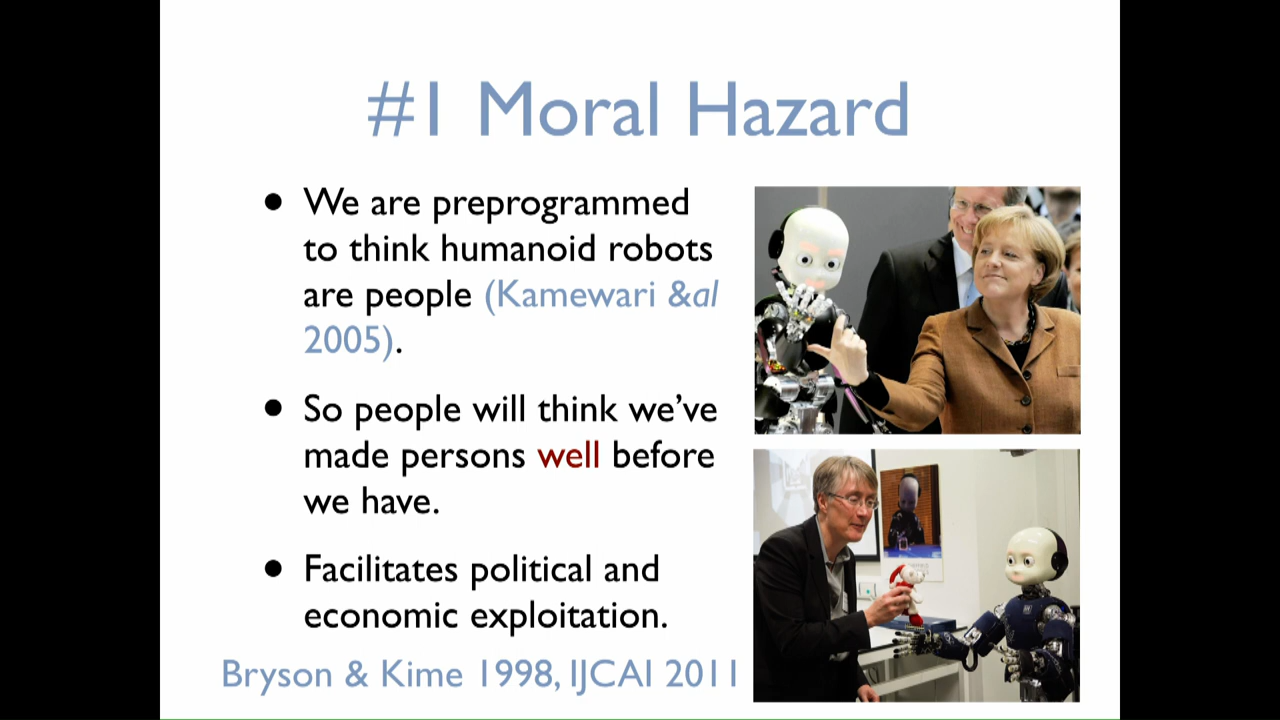 #1 Moral Hazard
• We are preprogrammed
to think humanoid robots
are people (Kamewari &al
2005).
• So people will think we've
made persons well before
we have.
• Facilitates political and
economic exploitation.
Bryson & Kime 1998, IJCAI 2011